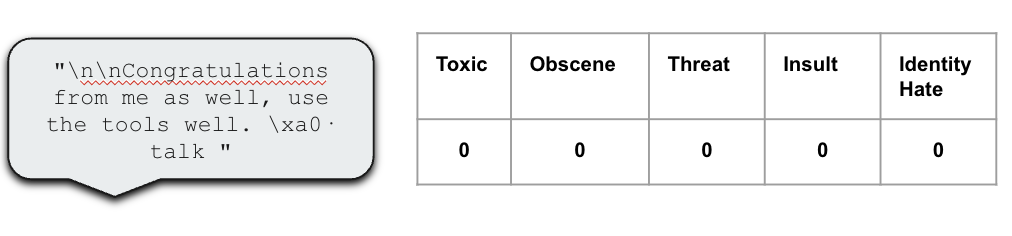 "\n\nCongratulations
from me as well, use
the tools well. \xa0 ·
talk "
Toxic Obscene Threat Insult Identity
Hate
0 0 0 0 0